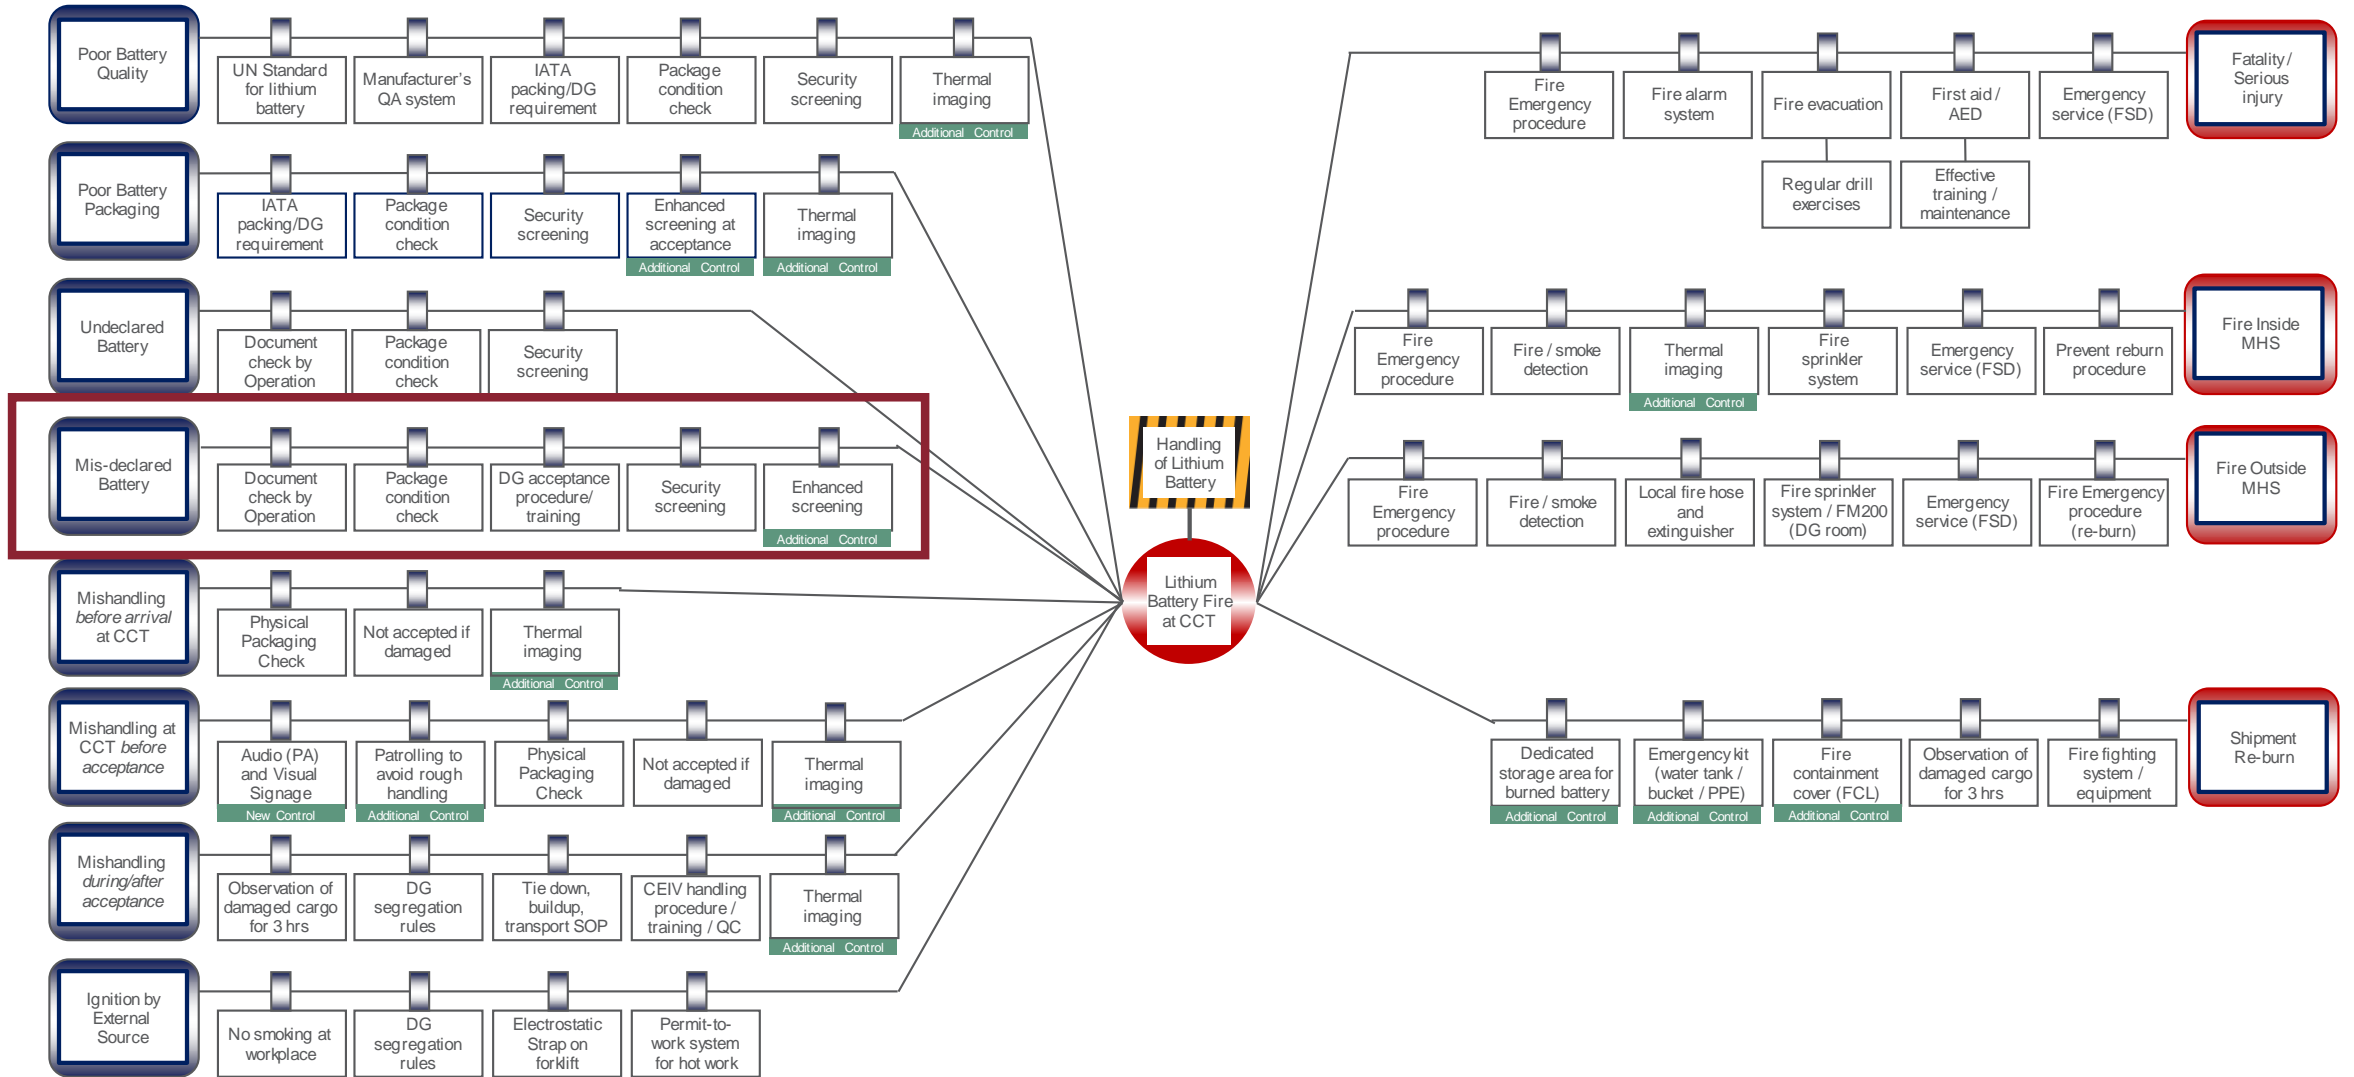 Poor Battery
Quality
UN Standard
for lithium
battery
Manufacturer's
QA system
IATA
packing/DG
requirement
Package
condition
check
Security
screening
Thermal
imaging
Additional Control
Poor Battery
Packaging
IATA
packing/DG
requirement
Package
condition
check
Security
screening
Enhanced
screening at
acceptance
Additional Control
Thermal
imaging
Additional Control
Undeclared
Battery
Document
check by
Operation
Package
condition
check
Security
screening
Mis-declared
Battery
Document
check by
Operation
Package
condition
check
DG acceptance
procedure/
training
Security
screening
Enhanced
screening
Additional Control
Mishandling
before arrival
at CCT
Physical
Packaging
Check
Not accepted if
damaged
Thermal
imaging
Additional Control
Mishandling at
CCT before
acceptance
Audio (PA)
and Visual
Signage
New Control
Patrolling to
avoid rough
handling
Additional Control
Physical
Packaging
Check
Not accepted if
damaged
Thermal
imaging
Additional Control
Mishandling
during/after
acceptance
Observation of
damaged cargo
for 3 hrs
DG
segregation
rules
Tie down,
buildup,
transport SOP
CEIV handling
procedure /
training / QC
Thermal
imaging
Additional Control
Ignition by
External
Source
No smoking at
workplace
DG
segregation
rules
Electrostatic
Strap on
forklift
Permit-to-
work system
for hot work
Handling
of Lithium
Battery
Lithium
Battery Fire
at CCT
Fire
Emergency
procedure
Fire alarm
system
Fire evacuation
Regular drill
exercises
First aid /
AED
Effective
training /
maintenance
Emergency
service (FSD)
Fatality /
Serious
injury
Fire
Emergency
procedure
Fire / smoke
detection
Thermal
imaging
Additional Control
Fire
sprinkler
system
Emergency
service (FSD)
Prevent reburn
procedure
Fire Inside
MHS
Fire
Emergency
procedure
Fire / smoke
detection
Local fire hose
and
extinguisher
Fire sprinkler
system / FM200
(DG room)
Emergency
service (FSD)
Fire Emergency
procedure
(re-burn)
Fire Outside
MHS
Dedicated
storage area for
burned battery
Additional Control
Emergency kit
(water tank /
bucket / PPE)
Additional Control
Fire
containment
cover (FCL)
Additional Control
Observation of
damaged cargo
for 3 hrs
Fire fighting
system /
equipment
Shipment
Re-burn